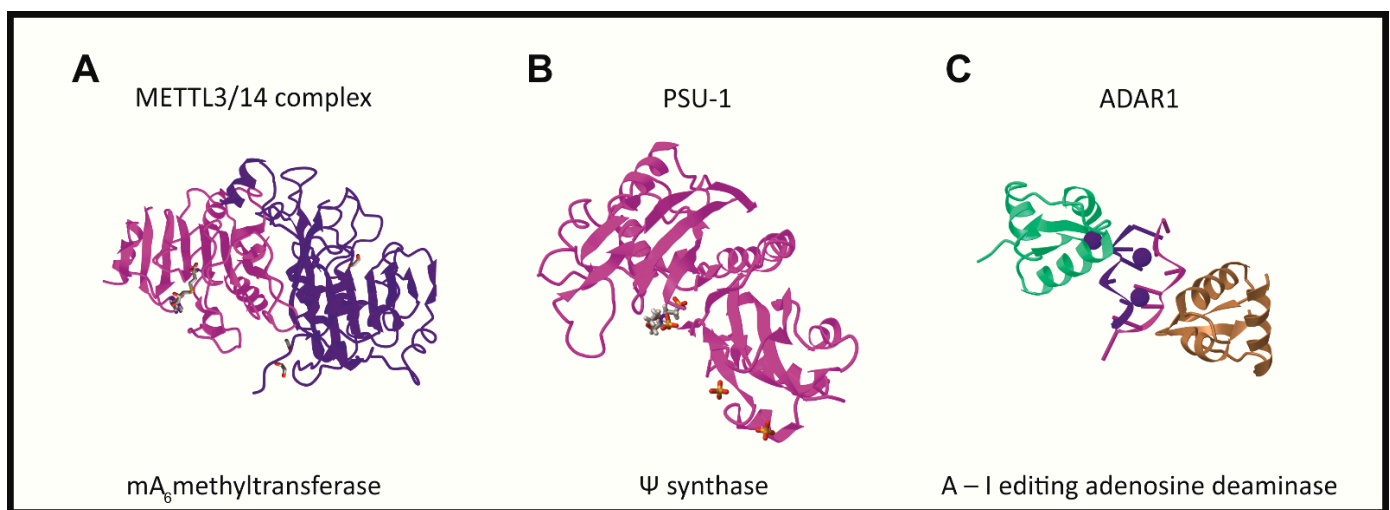 A
METTL3/14 complex
mA₆methyltransferase
B
PSU-1
Ψ synthase
C
ADAR1
A – I editing adenosine deaminase